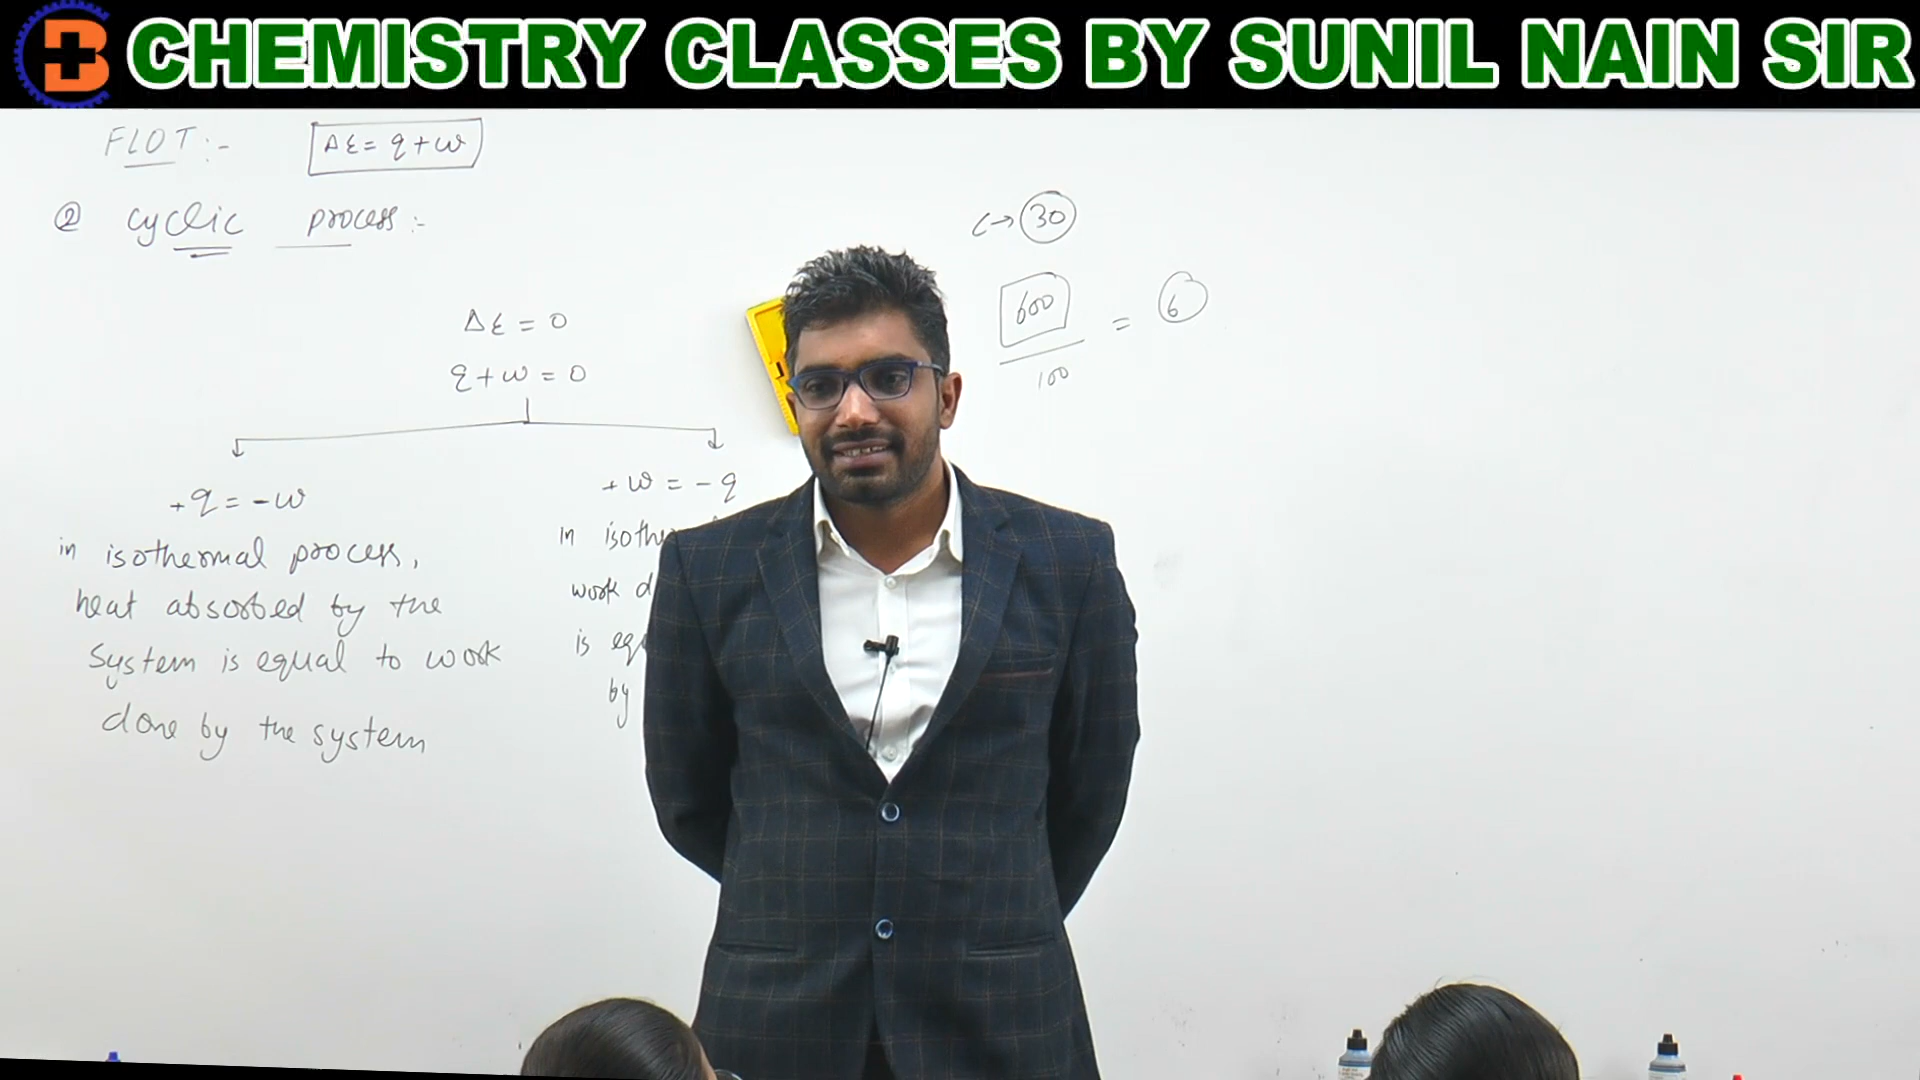 CHEMISTRY CLASSES BY SUNIL NAIN SIR
FLOT:-
ΔE = q + w
② cyclic process :-
ΔE = 0
q + w = 0
+q = -w
in isothermal process,
heat absorbed by the
system is equal to work
done by the system
+w = -q
in
work
is
by
C → 30
600
100
= 6